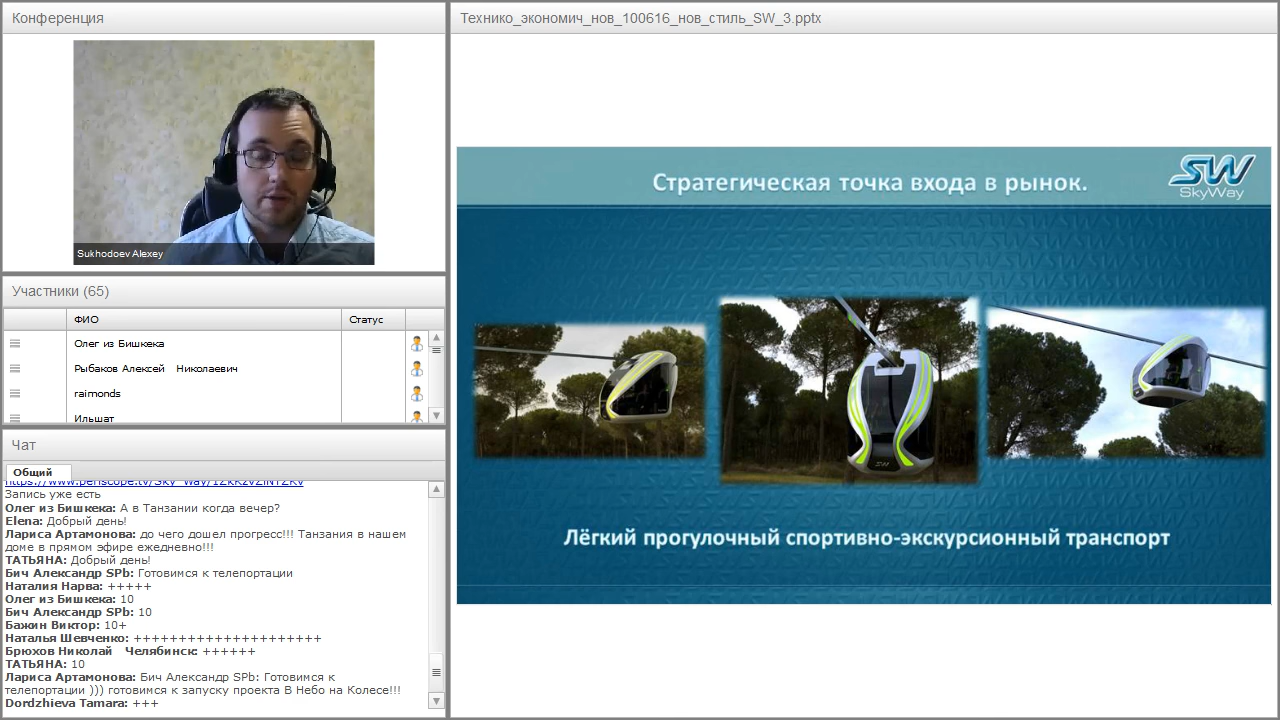 Конференция
Sukhodoev Alexey
Участники (65)
ФИО
Статус
Олег из Бишкека
Рыбаков Алексей Николаевич
raimonds
Ильшат
Чат
Общий
Запись уже есть
Олег из Бишкека: А в Танзании когда вечер?
Elena: Добрый день!
Лариса Артамонова: до чего дошел прогресс!!! Танзания в нашем
доме в прямом эфире ежедневно!!!
ТАТЬЯНА: Добрый день!
Бич Александр SPb: Готовимся к телепортации
Наталия Нарва: +++++
Олег из Бишкека: 10
Бич Александр SPb: 10
Бажин Виктор: 10+
Наталья Шевченко: +++++++++++++++++++++
Брюхов Николай Челябинск: ++++++
ТАТЬЯНА: 10
Лариса Артамонова: Бич Александр SPb: Готовимся к
телепортации ))) готовимся к запуску проекта В Небо на Колесе!!!
Dordzhieva Tamara: +++
Технико_экономич_нов_100616_нов_стиль_SW_3.pptx
Стратегическая точка входа в рынок.
SW
SkyWay
SW
Лёгкий прогулочный спортивно-экскурсионный транспорт